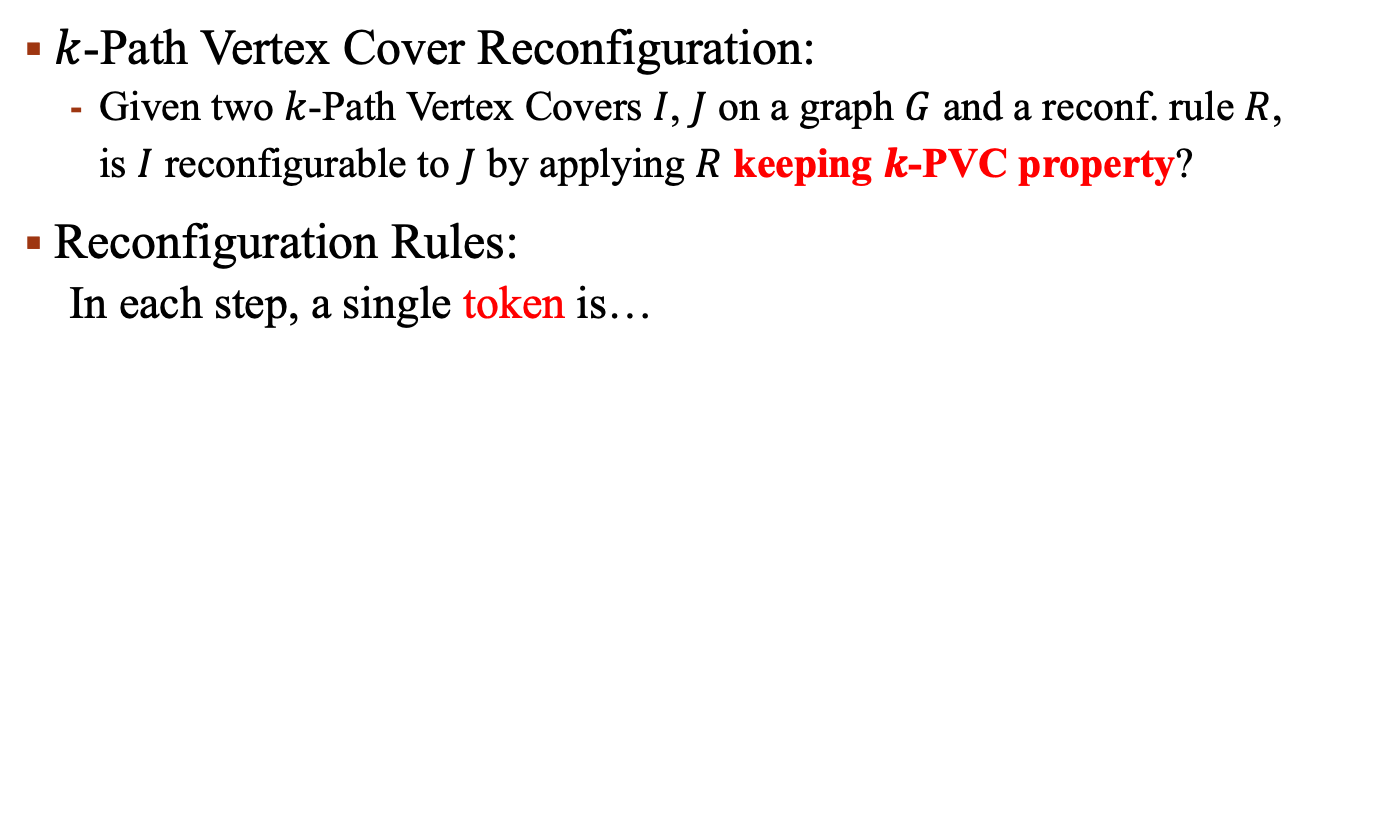 ▪ k-Path Vertex Cover Reconfiguration:
- Given two k-Path Vertex Covers I, J on a graph G and a reconf. rule R,
is I reconfigurable to J by applying R keeping k-PVC property?
▪ Reconfiguration Rules:
In each step, a single token is…